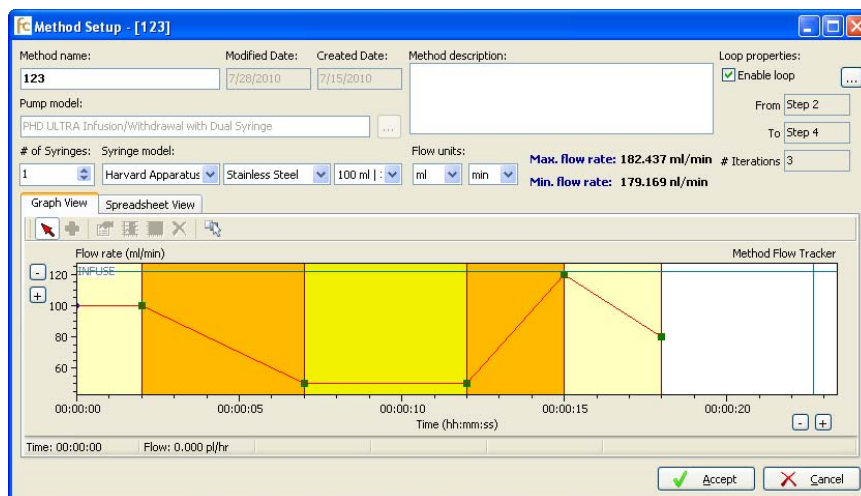 fc Method Setup - [123]
Method name: Modified Date: Created Date: Method description: Loop properties:
123 7/28/2010 7/15/2010 Enable loop ...
Pump model: From Step 2
PHD ULTRA Infusion/Withdrawal with Dual Syringe ... To Step 4
# of Syringes: Syringe model: Flow units: # Iterations 3
1 Harvard Apparatus Stainless Steel 100 ml | ml min
Max. flow rate: 182.437 ml/min
Min. flow rate: 179.169 nl/min
Graph View Spreadsheet View
Flow rate (ml/min) Method Flow Tracker
INFUSE
- 120
+ 100
80
60
00:00:00 00:00:05 00:00:10 00:00:15 00:00:20
Time (hh:mm:ss) - +
Time: 00:00:00 Flow: 0.000 pl/hr
Accept Cancel